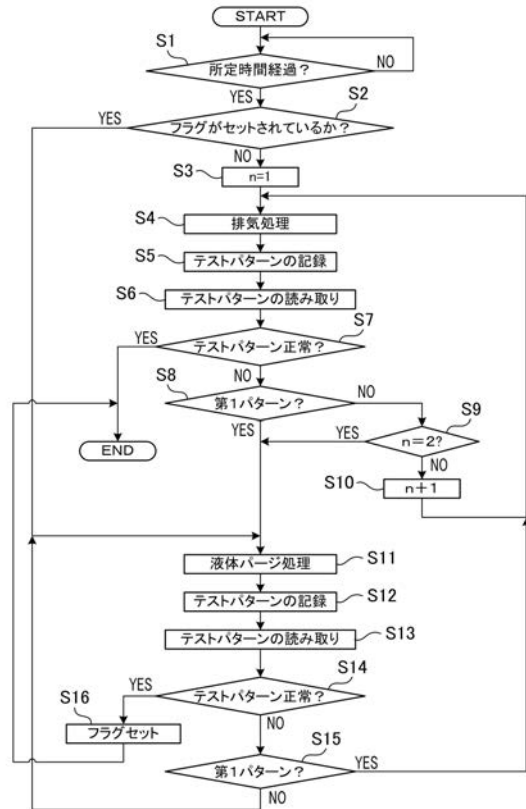 START
S1
所定時間経過？
NO
YES
S2
YES
フラグがセットされているか？
NO
S3
n=1
S4
排気処理
S5
テストパターンの記録
S6
テストパターンの読み取り
S7
YES
テストパターン正常？
NO
S8
第1パターン？
NO
YES
S9
YES
n=2?
NO
END
S10
n+1
液体パージ処理
S11
テストパターンの記録
S12
テストパターンの読み取り
S13
S14
YES
テストパターン正常？
NO
S16
フラグセット
S15
第1パターン？
YES
NO